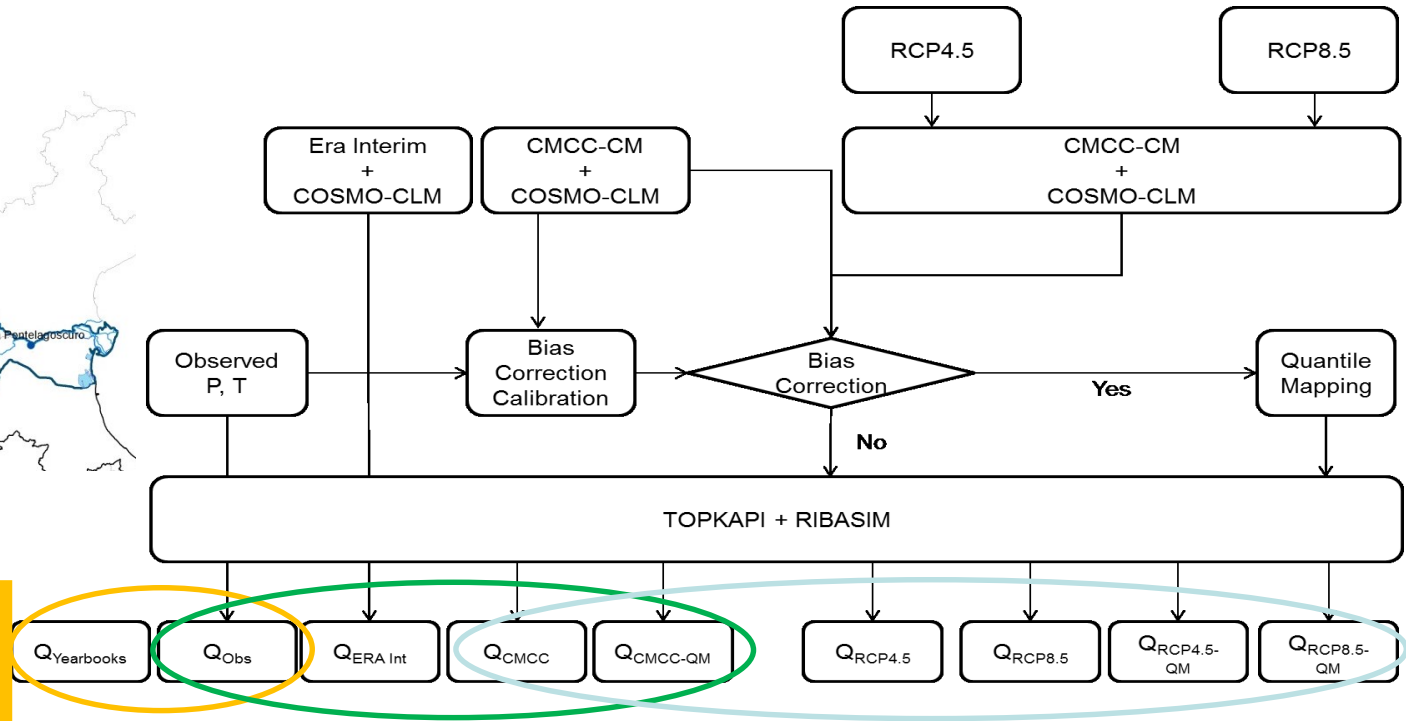 RCP4.5
RCP8.5
Era Interim
+
COSMO-CLM
CMCC-CM
+
COSMO-CLM
CMCC-CM
+
COSMO-CLM
Pontelagoscuro
Observed
P, T
Bias
Correction
Calibration
Bias
Correction
Yes
Quantile
Mapping
No
TOPKAPI + RIBASIM
QYearbooks
QObs
QERA Int
QCMCC
QCMCC-QM
QRCP4.5
QRCP8.5
QRCP4.5-
QM
QRCP8.5-
QM